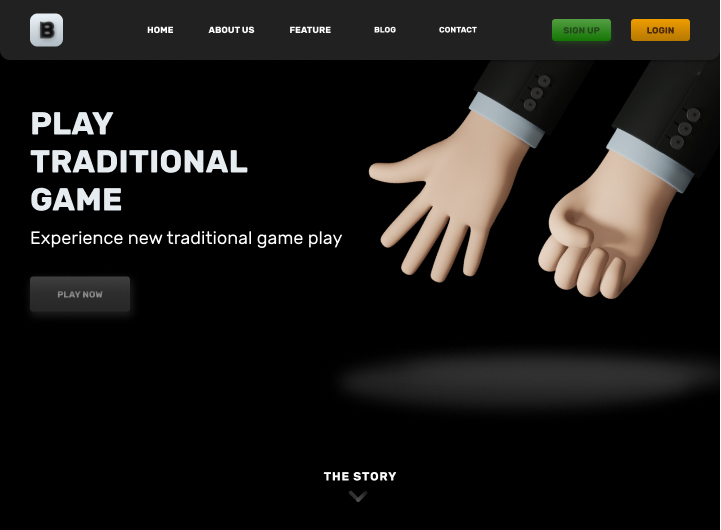 B
HOME
ABOUT US
FEATURE
BLOG
CONTACT
SIGN UP
LOGIN
PLAY
TRADITIONAL
GAME
Experience new traditional game play
PLAY NOW
THE STORY